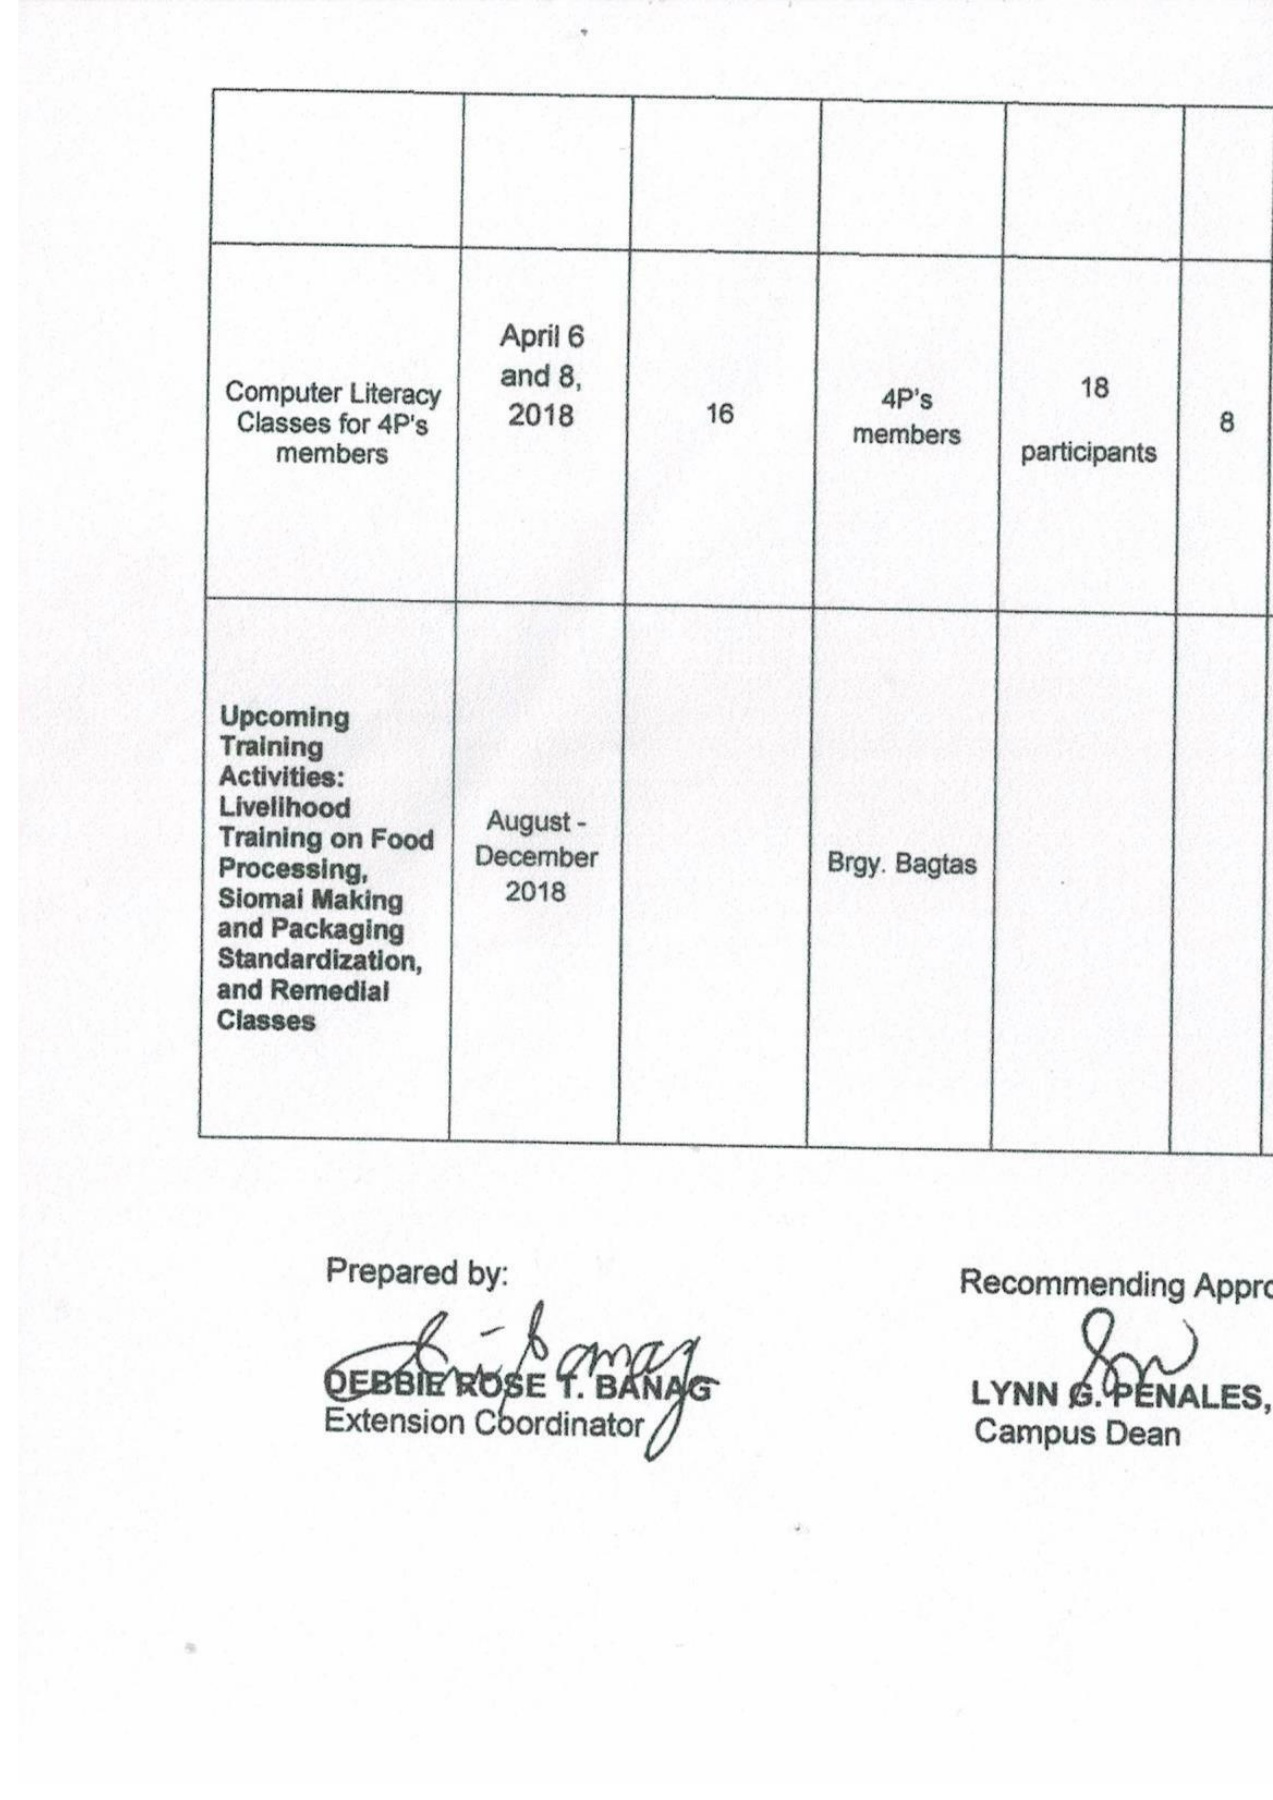 Computer Literacy
Classes for 4P's
members
April 6
and 8,
2018
16
4P's
members
18
participants
8
Upcoming
Training
Activities:
Livelihood
Training on Food
Processing,
Siomai Making
and Packaging
Standardization,
and Remedial
Classes
August -
December
2018
Brgy. Bagtas
Prepared by:
DEBBIE ROSE T. BANAG
Extension Coordinator
Recommending Appro
LYNN G. PENALES,
Campus Dean